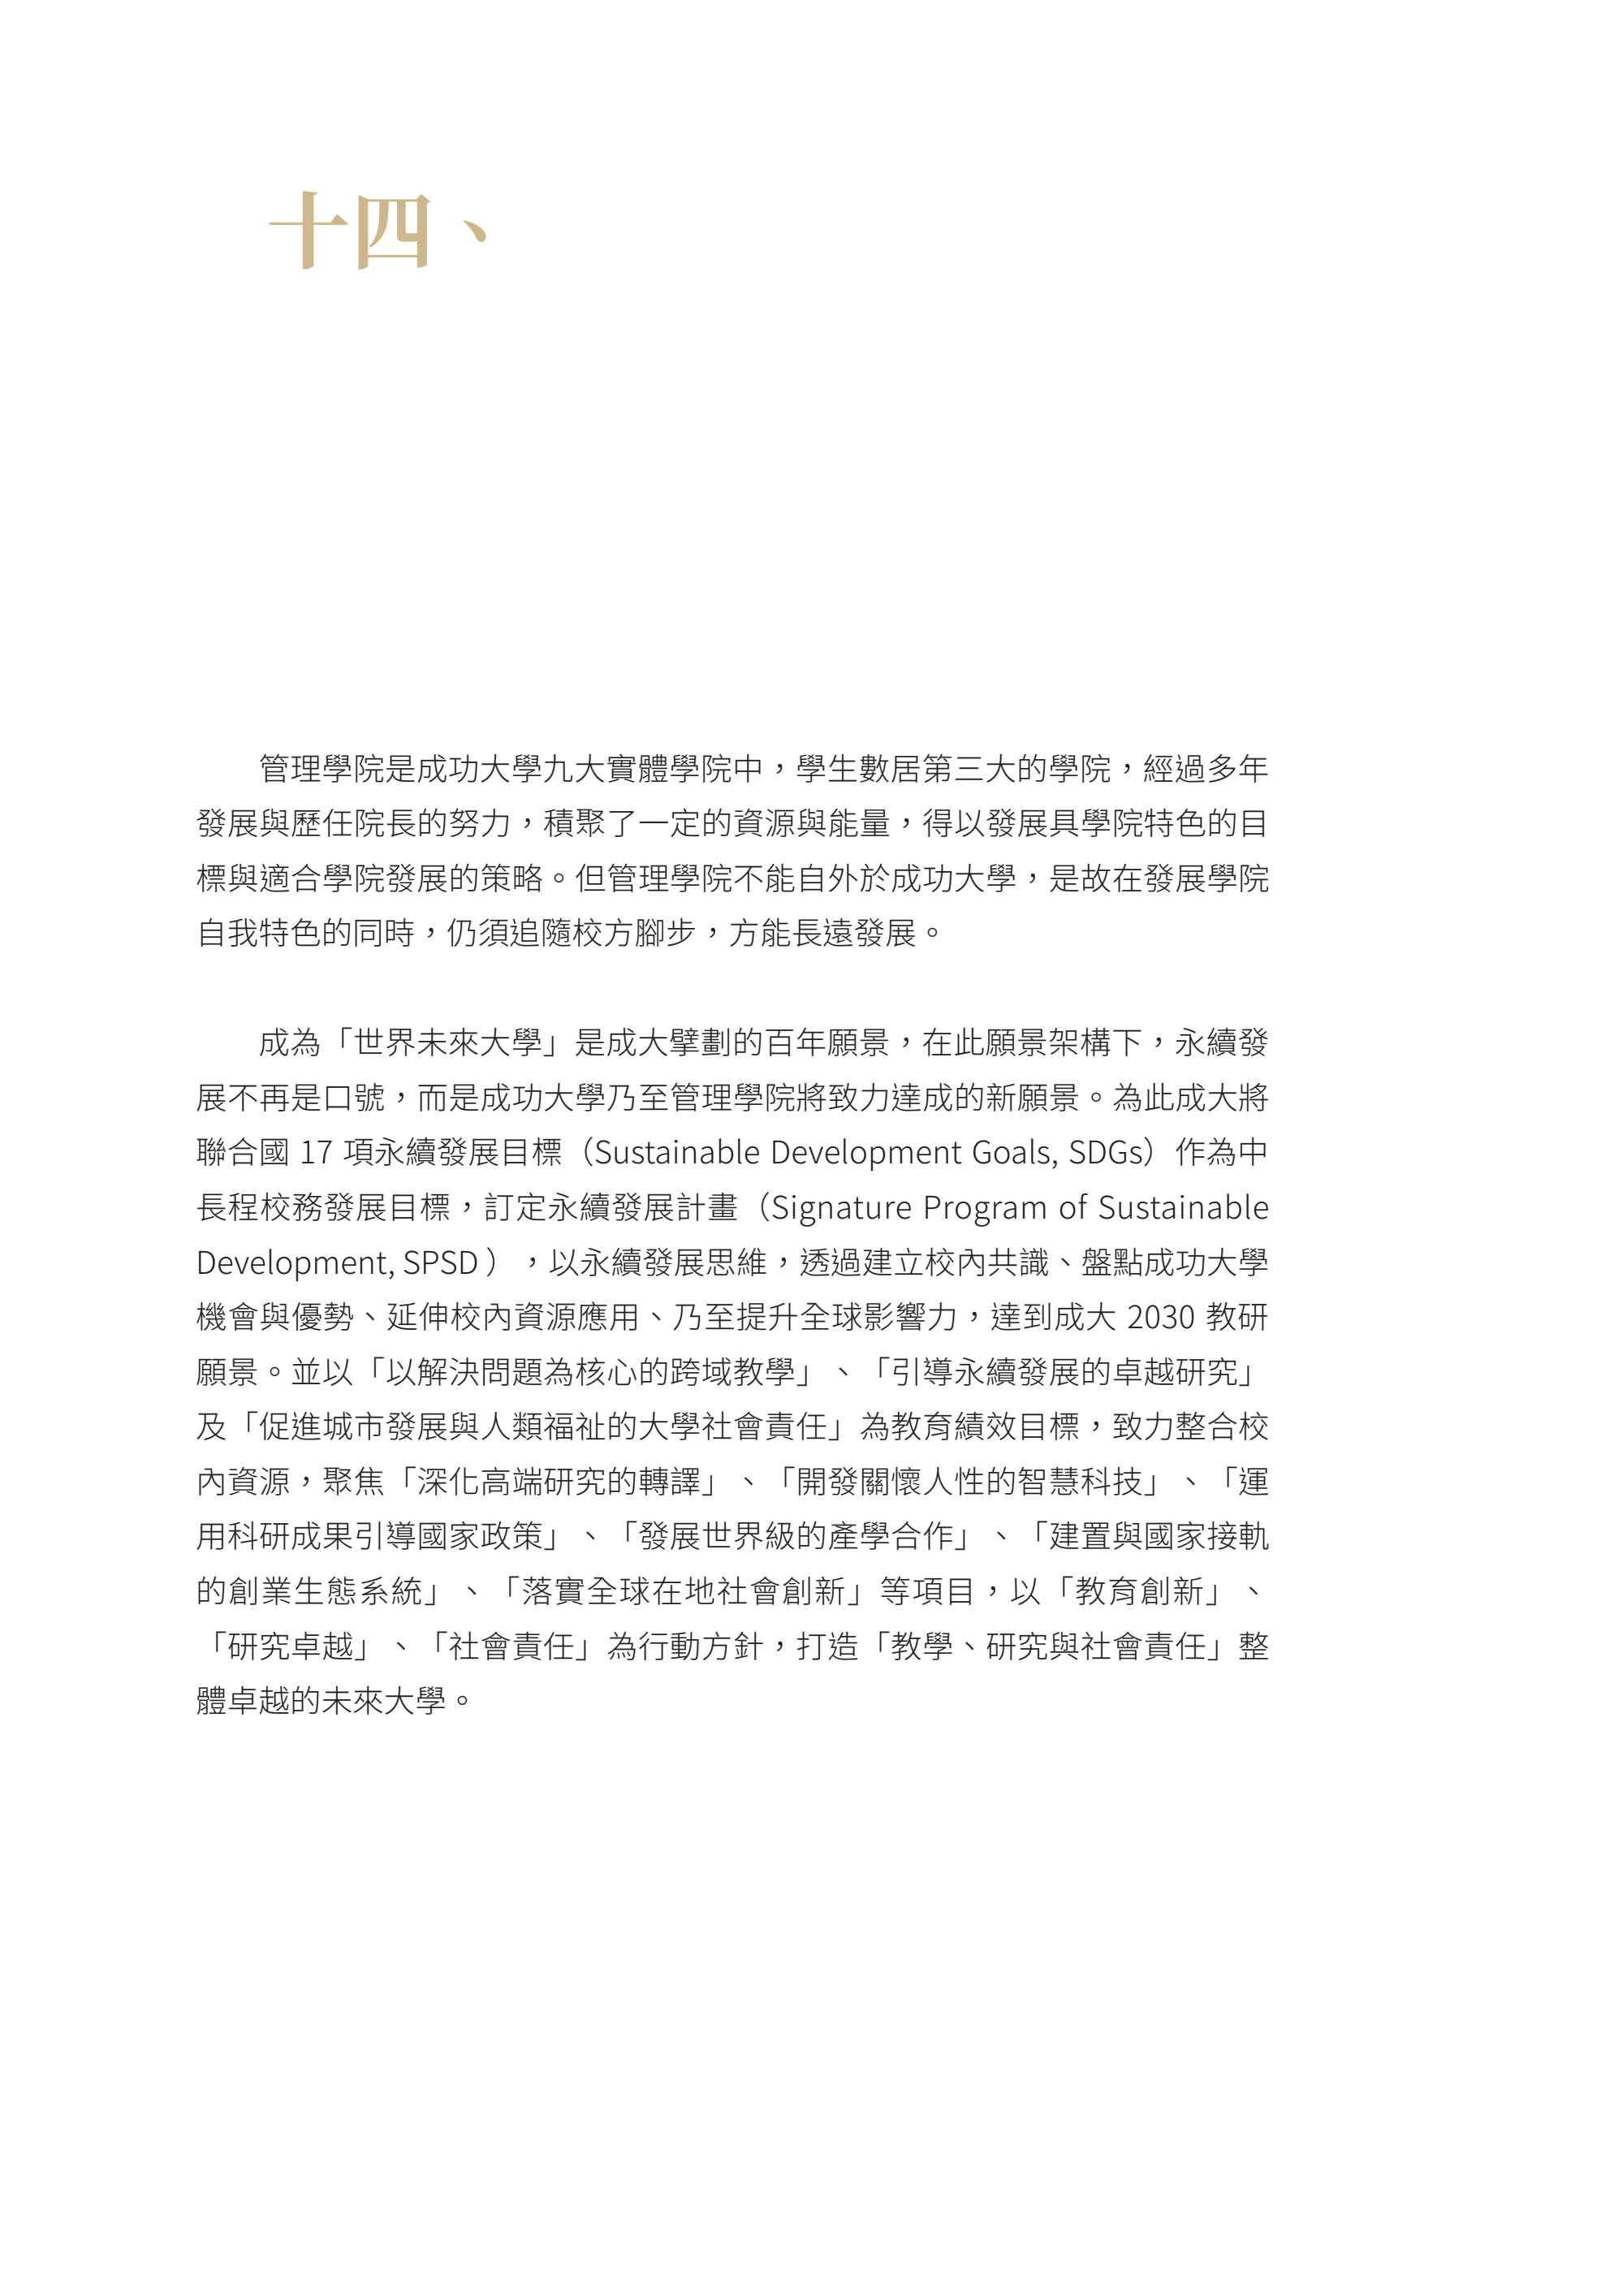 十四、
管理學院是成功大學九大實體學院中，學生數居第三大的學院，經過多年
發展與歷任院長的努力，積聚了一定的資源與能量，得以發展具學院特色的目
標與適合學院發展的策略。但管理學院不能自外於成功大學，是故在發展學院
自我特色的同時，仍須追隨校方腳步，方能長遠發展。
成為「世界未來大學」是成大擘劃的百年願景，在此願景架構下，永續發
展不再是口號，而是成功大學乃至管理學院將致力達成的新願景。為此成大將
聯合國 17 項永續發展目標（Sustainable Development Goals, SDGs）作為中
長程校務發展目標，訂定永續發展計畫（Signature Program of Sustainable
Development, SPSD ），以永續發展思維，透過建立校內共識、盤點成功大學
機會與優勢、延伸校內資源應用、乃至提升全球影響力，達到成大 2030 教研
願景。並以「以解決問題為核心的跨域教學」、「引導永續發展的卓越研究」
及「促進城市發展與人類福祉的大學社會責任」為教育績效目標，致力整合校
內資源，聚焦「深化高端研究的轉譯」、「開發關懷人性的智慧科技」、「運
用科研成果引導國家政策」、「發展世界級的產學合作」、「建置與國家接軌
的創業生態系統」、「落實全球在地社會創新」等項目，以「教育創新」、
「研究卓越」、「社會責任」為行動方針，打造「教學、研究與社會責任」整
體卓越的未來大學。